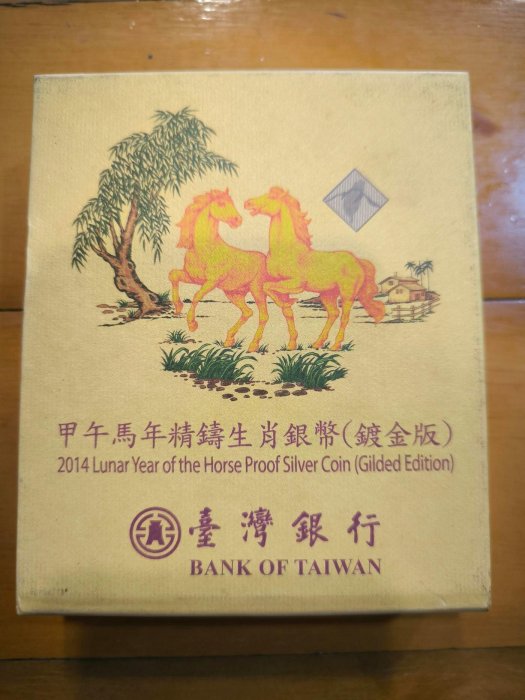 甲午馬年精鑄生肖銀幣(鍍金版)
2014 Lunar Year of the Horse Proof Silver Coin (Gilded Edition)
臺灣銀行
BANK OF TAIWAN